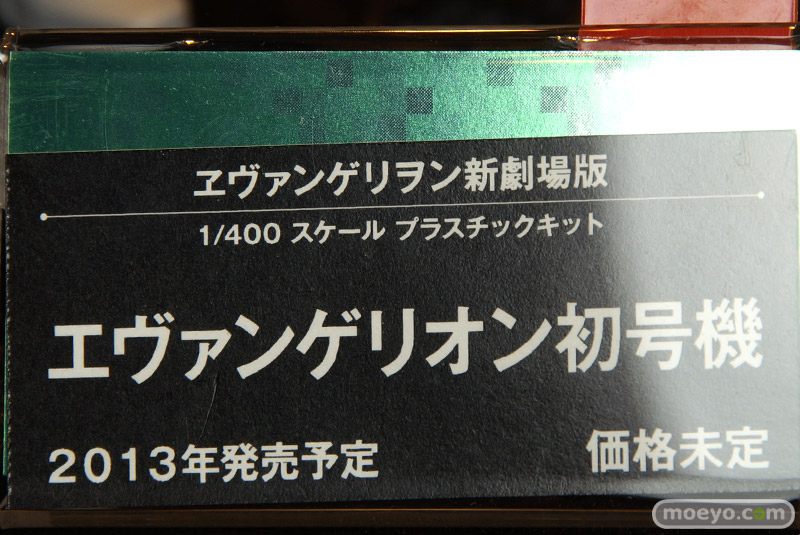 ヱヴァンゲリヲン新劇場版
1/400 スケール プラスチックキット
エヴァンゲリオン初号機
2013年発売予定
価格未定
moeyo.com